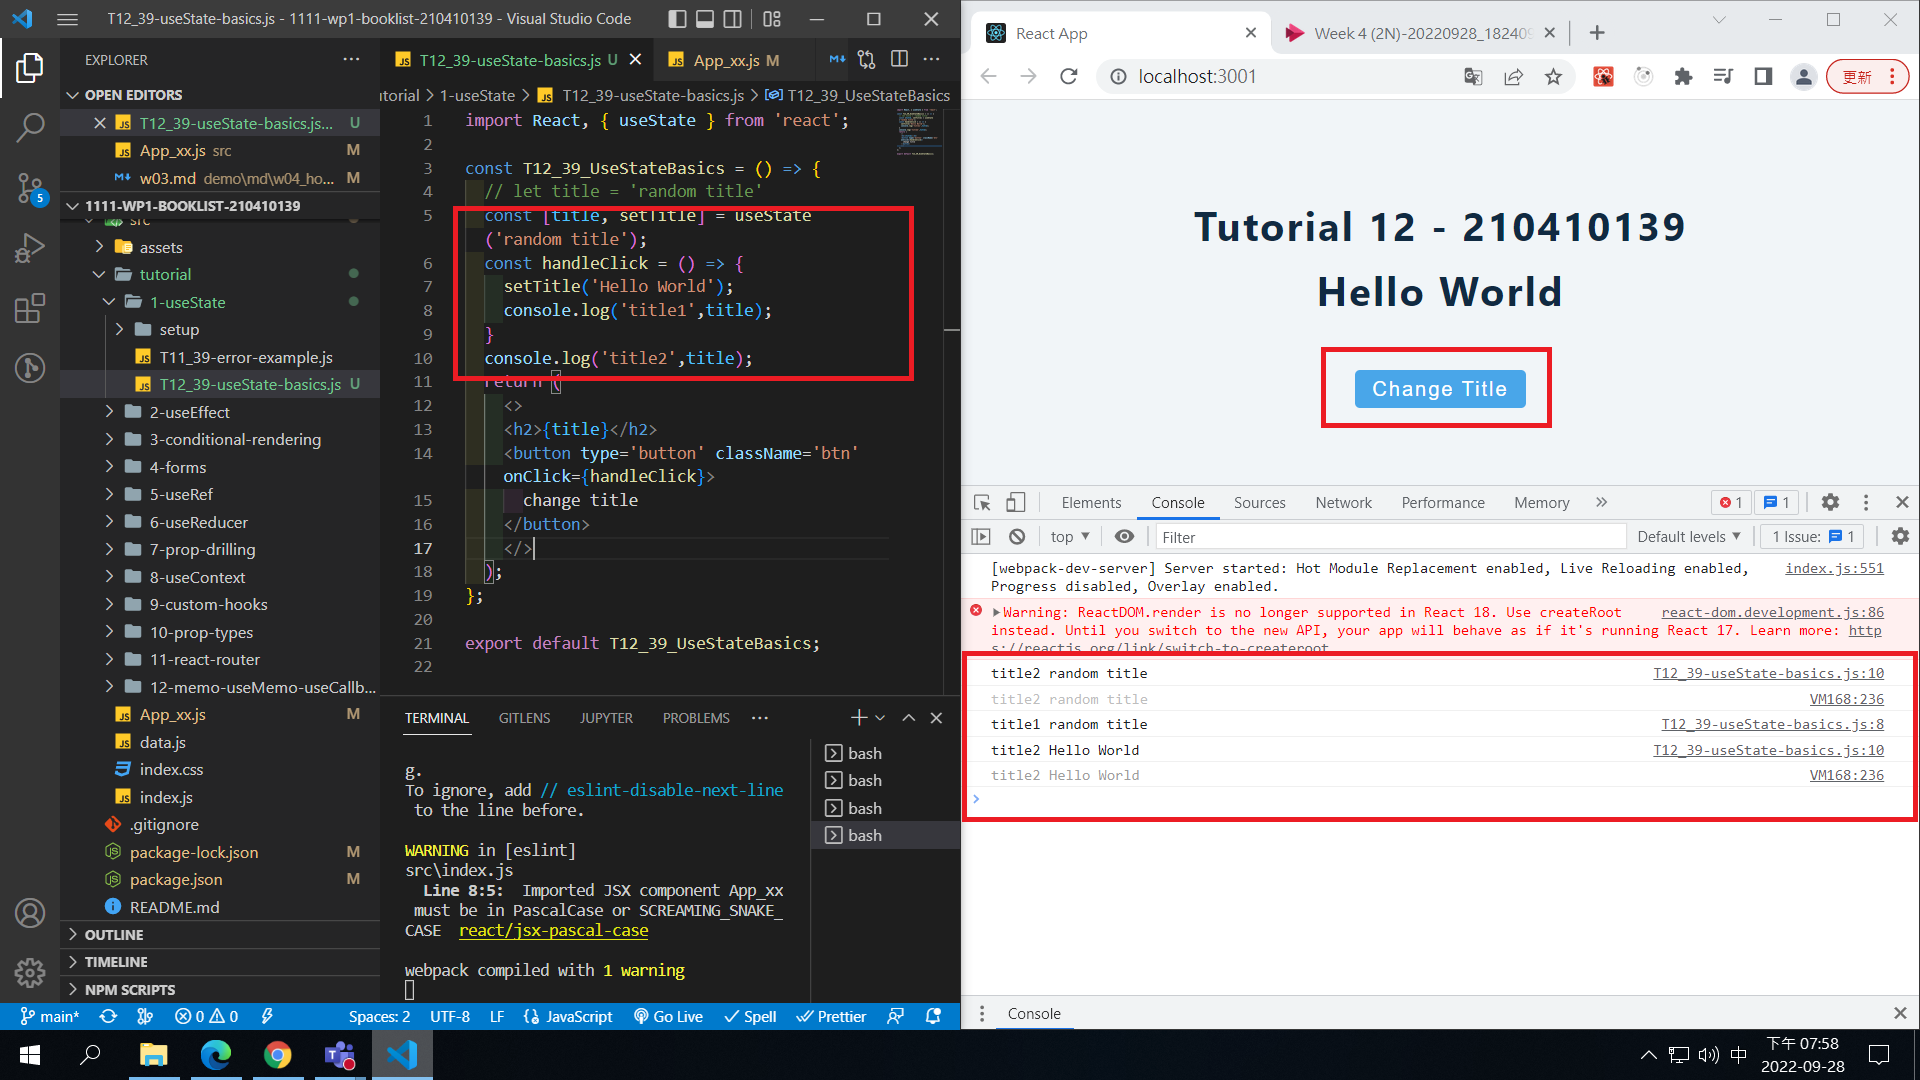 T12_39-useState-basics.js - 1111-wp1-booklist-210410139 - Visual Studio Code
EXPLORER
OPEN EDITORS
T12_39-useState-basics.js... U
App_xx.js src M
w03.md demo\md\w04_ho... M
1111-WP1-BOOKLIST-210410139
src
assets
tutorial
1-useState
setup
T11_39-error-example.js
T12_39-useState-basics.js U
2-useEffect
3-conditional-rendering
4-forms
5-useRef
6-useReducer
7-prop-drilling
8-useContext
9-custom-hooks
10-prop-types
11-react-router
12-memo-useMemo-useCallb...
App_xx.js M
data.js
index.css
index.js
.gitignore
package-lock.json M
package.json M
README.md
OUTLINE
TIMELINE
NPM SCRIPTS
5
T12_39-useState-basics.js U
App_xx.js M
torial > 1-useState > T12_39-useState-basics.js > T12_39_UseStateBasics
1 import React, { useState } from 'react';
2
3 const T12_39_UseStateBasics = () => {
4 // let title = 'random title'
5 const [title, setTitle] = useState
('random title');
6 const handleClick = () => {
7 setTitle('Hello World');
8 console.log('title1',title);
9 }
10 console.log('title2',title);
11 return (
12 <>
13 <h2>{title}</h2>
14 <button type='button' className='btn'
onClick={handleClick}>
15 change title
16 </button>
17 </>
18 );
19 };
20
21 export default T12_39_UseStateBasics;
22
TERMINAL GITLENS JUPYTER PROBLEMS
g.
To ignore, add // eslint-disable-next-line
to the line before.
WARNING in [eslint]
src\index.js
Line 8:5: Imported JSX component App_xx
must be in PascalCase or SCREAMING_SNAKE_
CASE react/jsx-pascal-case
webpack compiled with 1 warning
bash
bash
bash
bash
main* 0 0 Spaces: 2 UTF-8 LF JavaScript Go Live Spell Prettier
React App
Week 4 (2N)-20220928_18240
localhost:3001
更新
Tutorial 12 - 210410139
Hello World
Change Title
Elements Console Sources Network Performance Memory 1 1
top Filter Default levels 1 Issue: 1
[webpack-dev-server] Server started: Hot Module Replacement enabled, Live Reloading enabled, index.js:551
Progress disabled, Overlay enabled.
Warning: ReactDOM.render is no longer supported in React 18. Use createRoot react-dom.development.js:86
instead. Until you switch to the new API, your app will behave as if it's running React 17. Learn more: http
s://reactjs.org/link/switch-to-createroot
title2 random title T12_39-useState-basics.js:10
title2 random title VM168:236
title1 random title T12_39-useState-basics.js:8
title2 Hello World T12_39-useState-basics.js:10
title2 Hello World VM168:236
Console
中
下午 07:58
2022-09-28